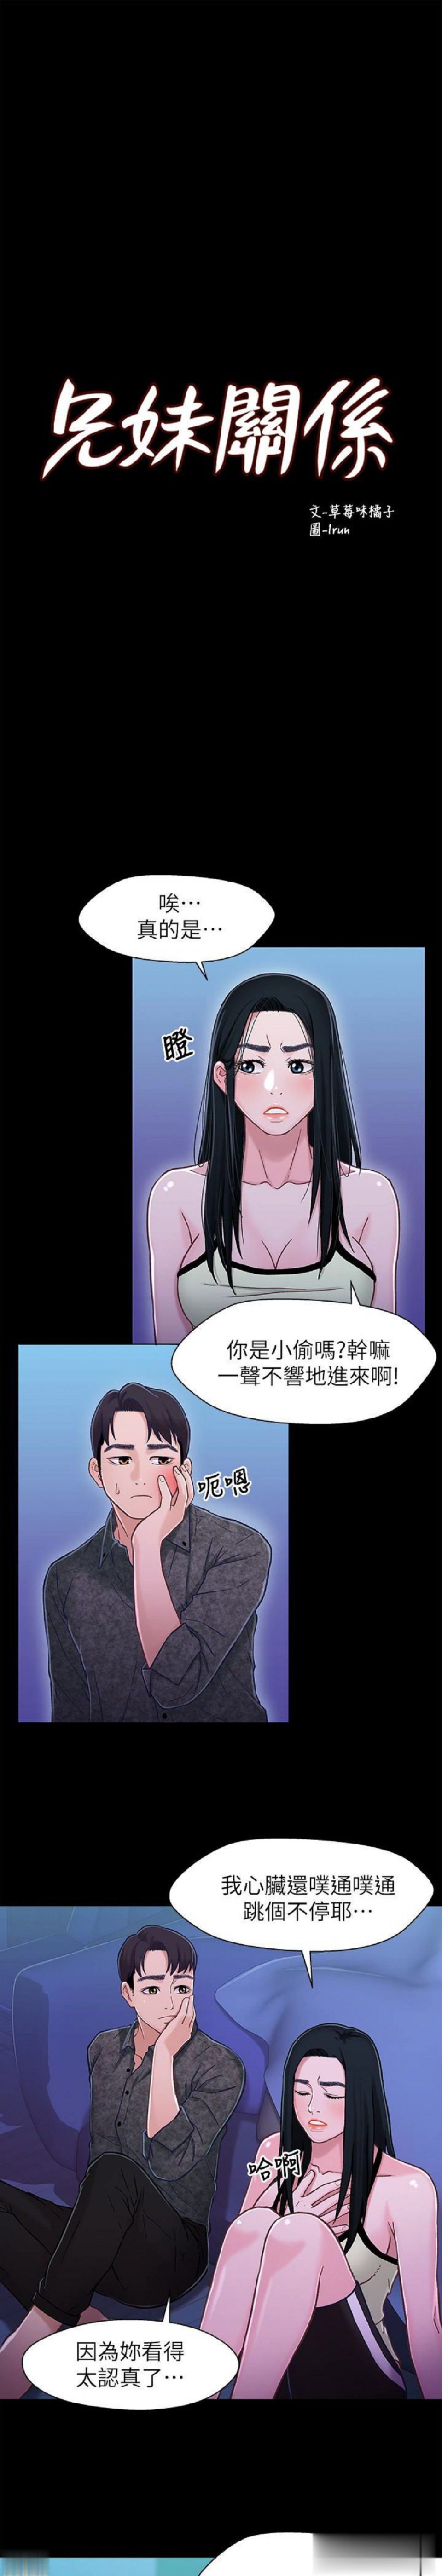 兄妹關係
文-草莓味橘子
圖-Irun
唉…
真的是…
瞪
你是小偷嗎?幹嘛
一聲不響地進來啊!
呃嗯
我心臟還噗通噗通
跳個不停耶…
哈啊
因為妳看得
太認真了…